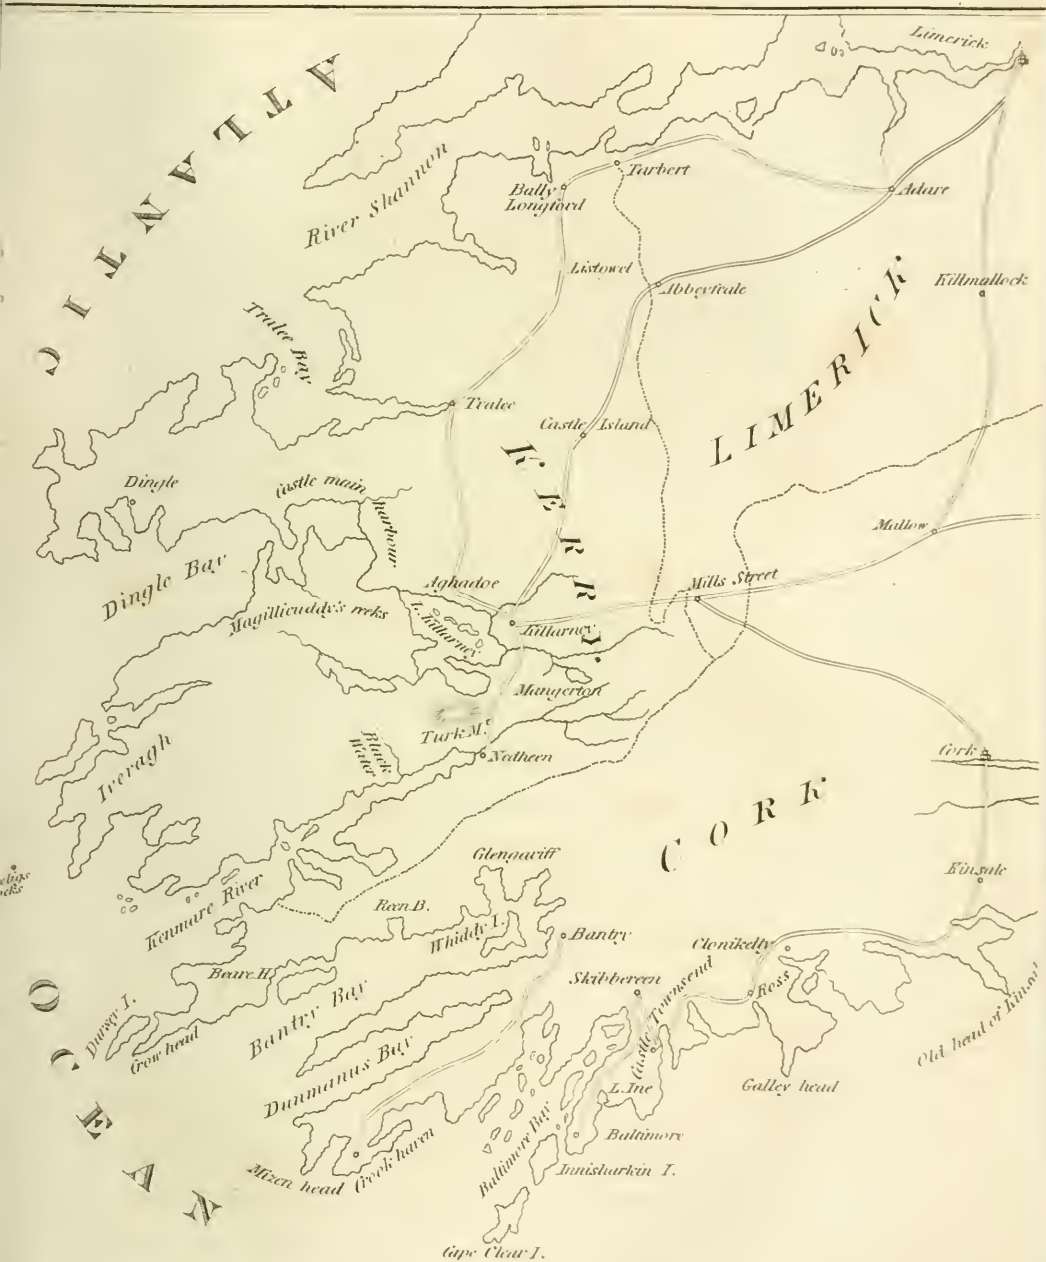 ATLANTIC
OCEAN
Limerick
River Shannon
Tarbert
Bally
Longford
Adare
Listowel
Abbeyfeale
Killmallock
Tralee Bay
LIMERICK
Tralee
Castle Island
KERRY.
Dingle
Castle main
harbour
Mallow
Dingle Bay
Aghadoe
Mills Street
Magillicuddy's reeks
L. Killarney
Killarney
Mangerton
Turk Mt.
Black
Water
Nedheen
Iveragh
Cork
CORK
Glengariff
Kinsale
Kenmare River
Reen B.
Whiddy I.
Bantry
Clonikelty
Beare H.
Skibbereen
Castle Townsend
Ross
Bantry Bay
Dursey I.
Crow head
Old head of Kinsa
Dunmanus Bay
L. Ine
Galley head
Baltimore
Baltimore Bay
Mizen head
Crook haven
Innisharkin I.
Cape Clear I.